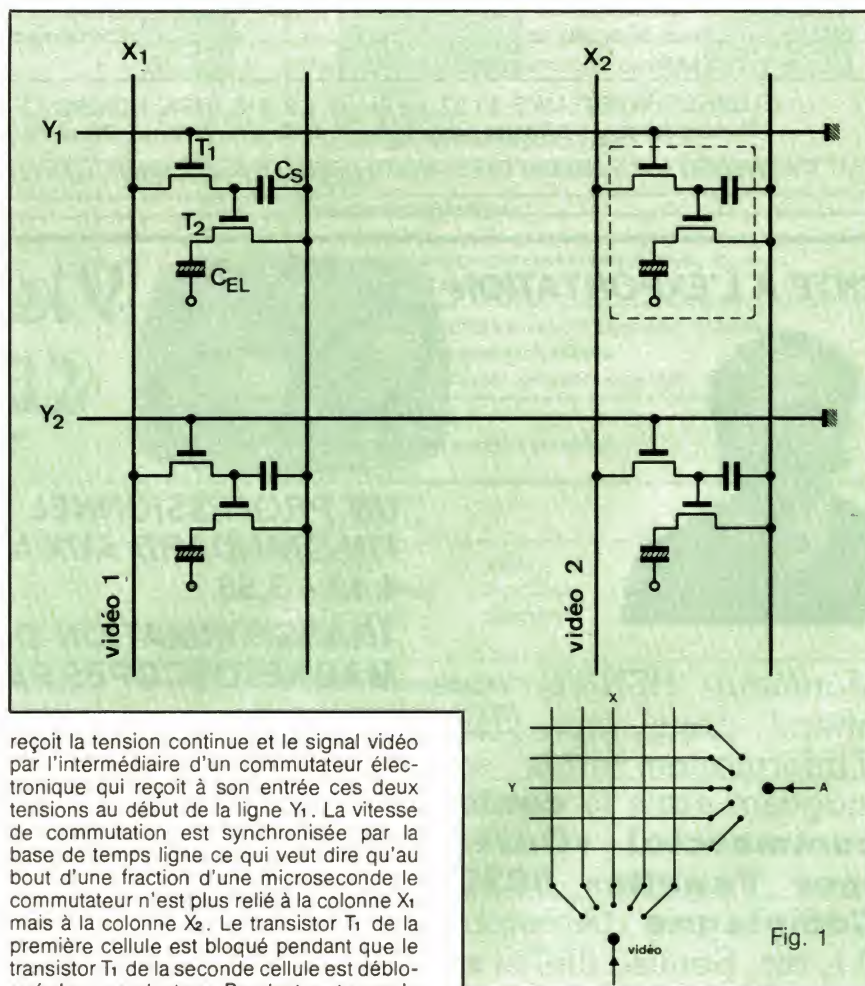 X₁
X₂
Y₁
T₁
C_S
T₂
C_EL
Y₂
vidéo 1
vidéo 2
reçoit la tension continue et le signal vidéo
par l'intermédiaire d'un commutateur élec-
tronique qui reçoit à son entrée ces deux
tensions au début de la ligne Y₁. La vitesse
de commutation est synchronisée par la
base de temps ligne ce qui veut dire qu'au
bout d'une fraction d'une microseconde le
commutateur n'est plus relié à la colonne X₁
mais à la colonne X₂. Le transistor T₁ de la
première cellule est bloqué pendant que le
transistor T₁ de la seconde cellule est déblo-
X
Y
A
vidéo
Fig. 1